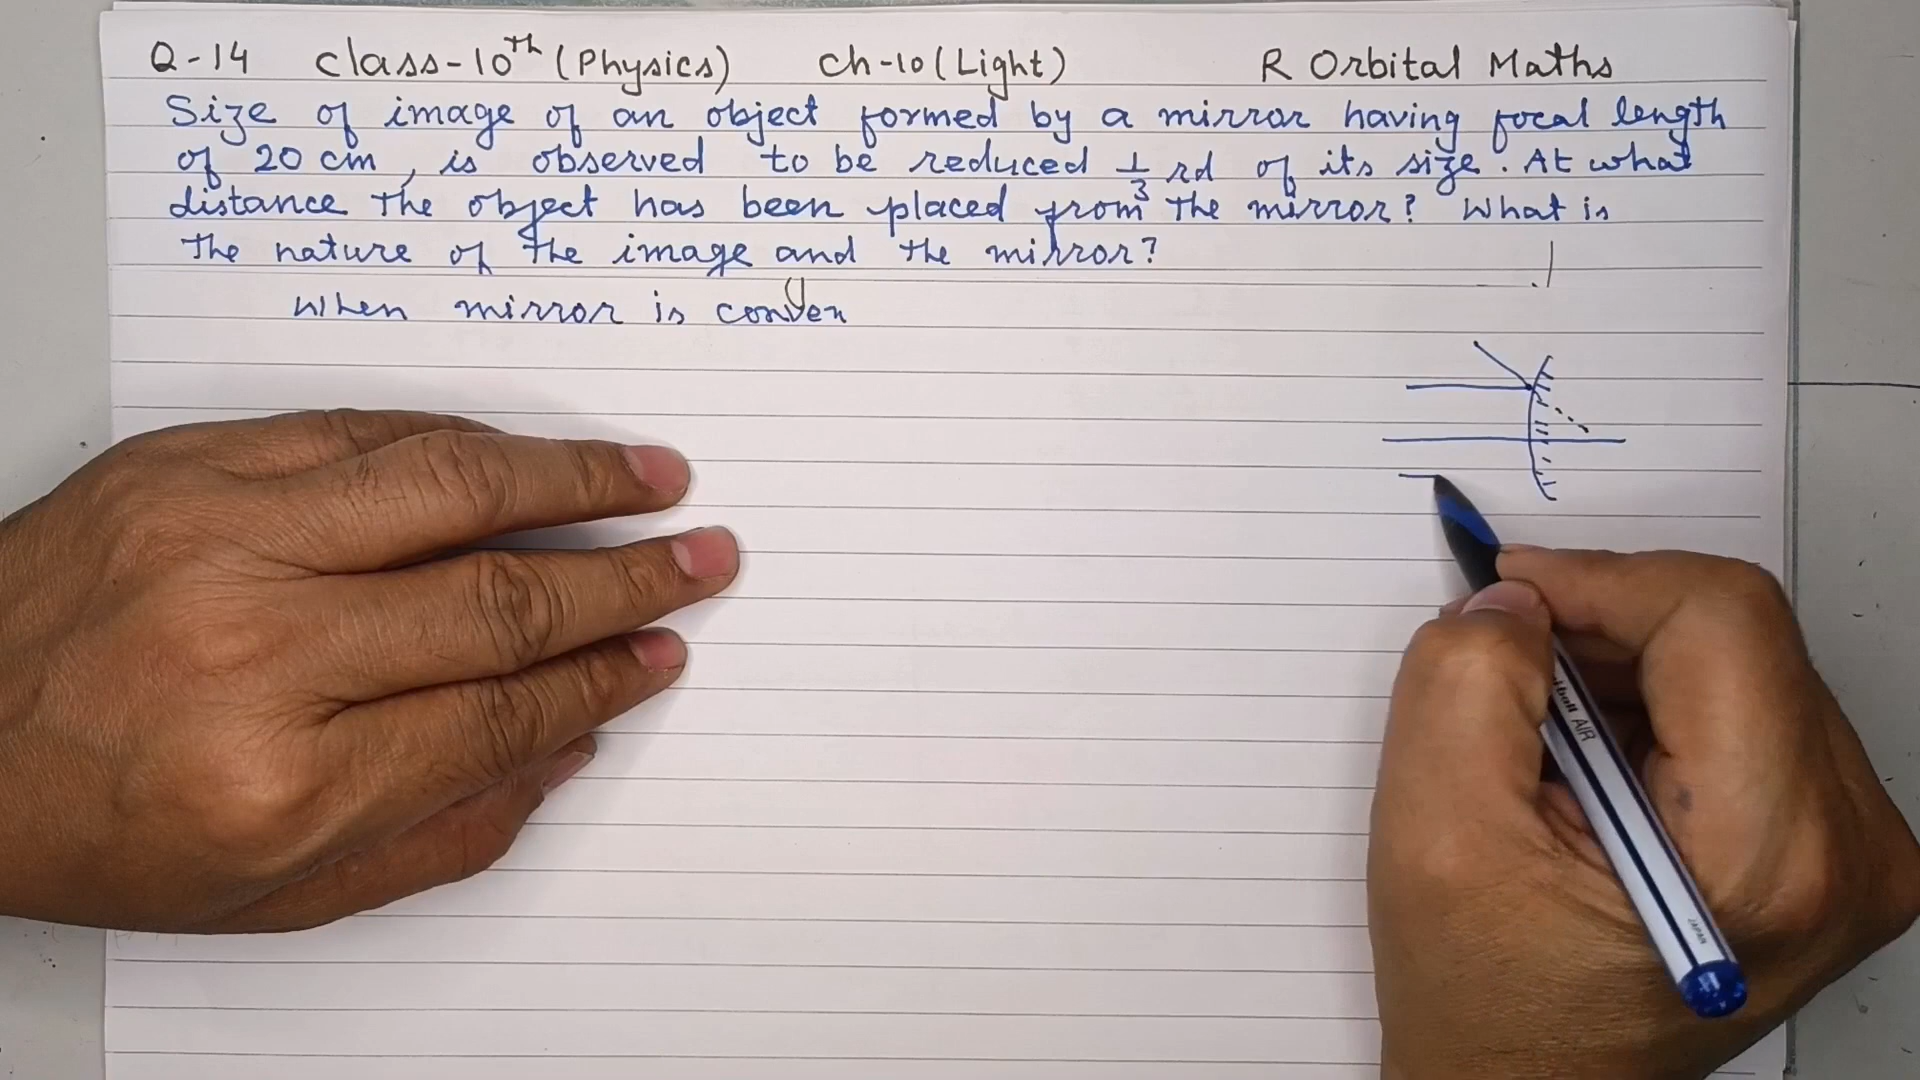 Q-14 Class-10th (Physics) Ch-10 (Light) R Orbital Maths
Size of image of an object formed by a mirror having focal length
of 20 cm, is observed to be reduced 1/3 rd of its size. At what
distance the object has been placed from the mirror? What is
the nature of the image and the mirror?
When mirror is convex
AIR
JAPAN